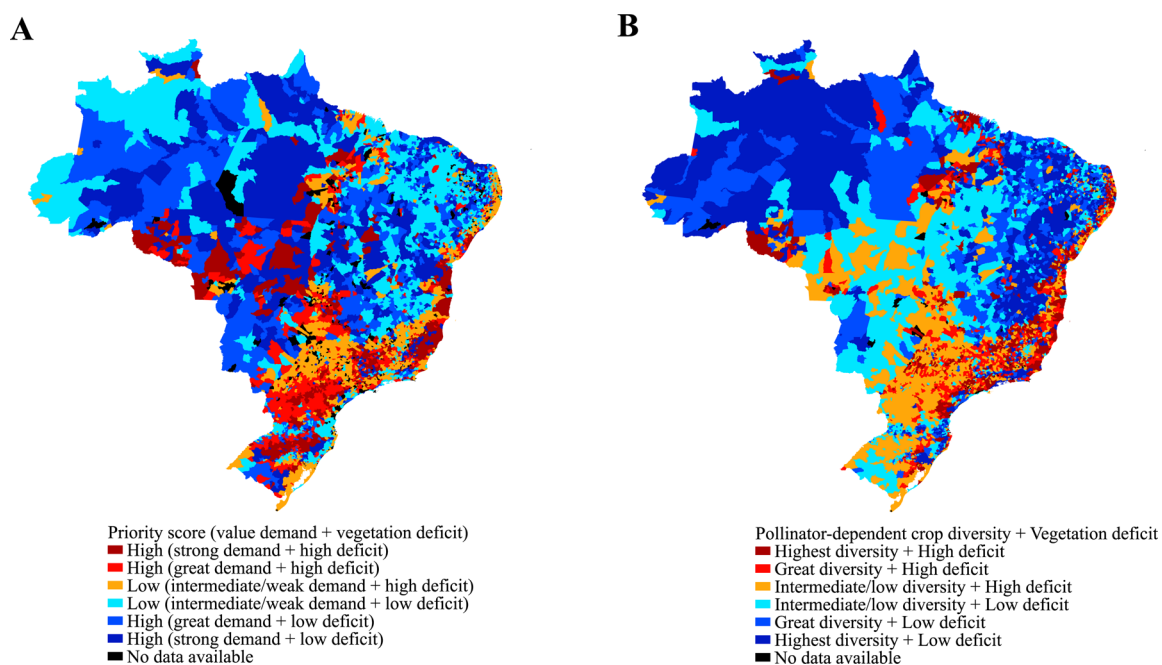 A
B
Priority score (value demand + vegetation deficit)
High (strong demand + high deficit)
High (great demand + high deficit)
Low (intermediate/weak demand + high deficit)
Low (intermediate/weak demand + low deficit)
High (great demand + low deficit)
High (strong demand + low deficit)
No data available
Pollinator-dependent crop diversity + Vegetation deficit
Highest diversity + High deficit
Great diversity + High deficit
Intermediate/low diversity + High deficit
Intermediate/low diversity + Low deficit
Great diversity + Low deficit
Highest diversity + Low deficit
No data available